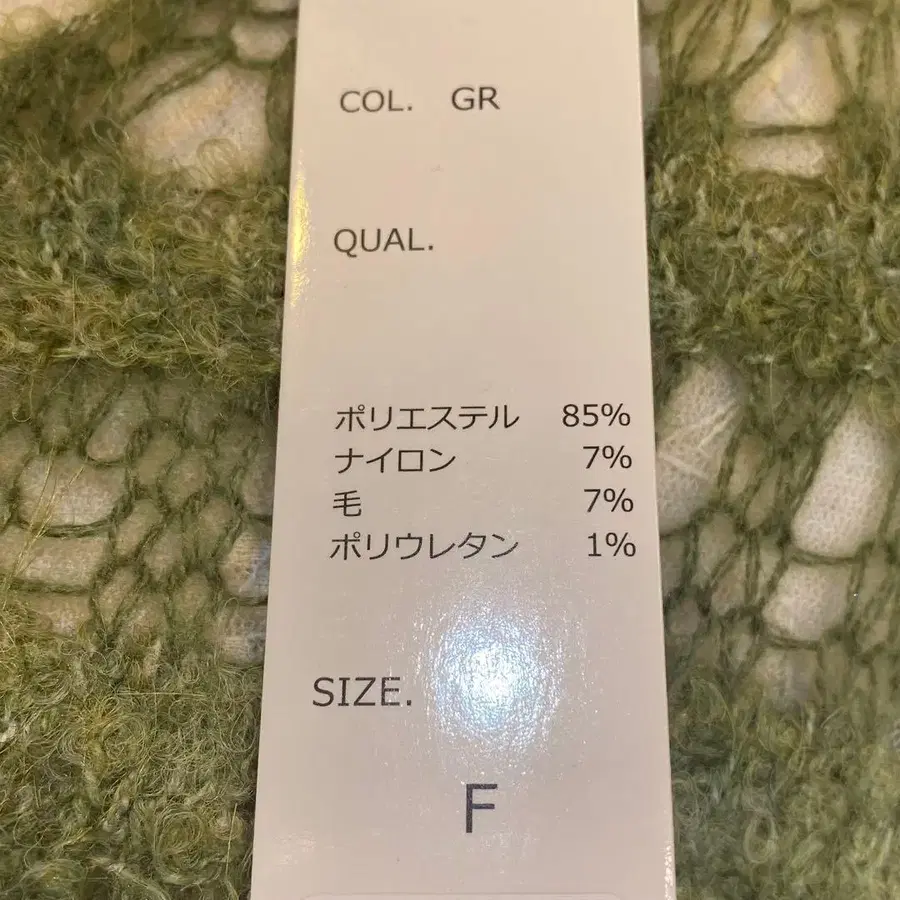 COL. GR
QUAL.
ポリエステル 85%
ナイロン 7%
毛 7%
ポリウレタン 1%
SIZE.
F